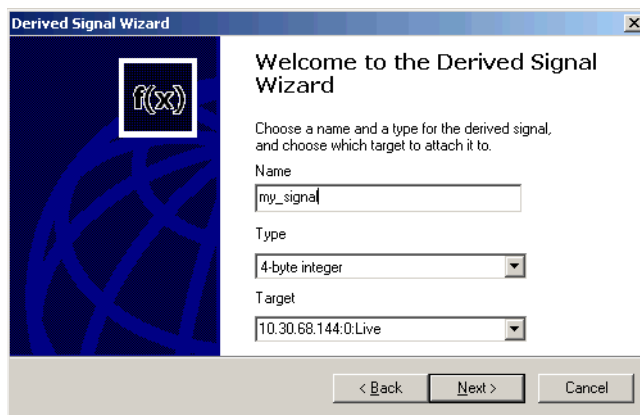 Derived Signal Wizard
f(x)
Welcome to the Derived Signal
Wizard
Choose a name and a type for the derived signal,
and choose which target to attach it to.
Name
my_signal
Type
4-byte integer
Target
10.30.68.144:0:Live
< Back
Next >
Cancel